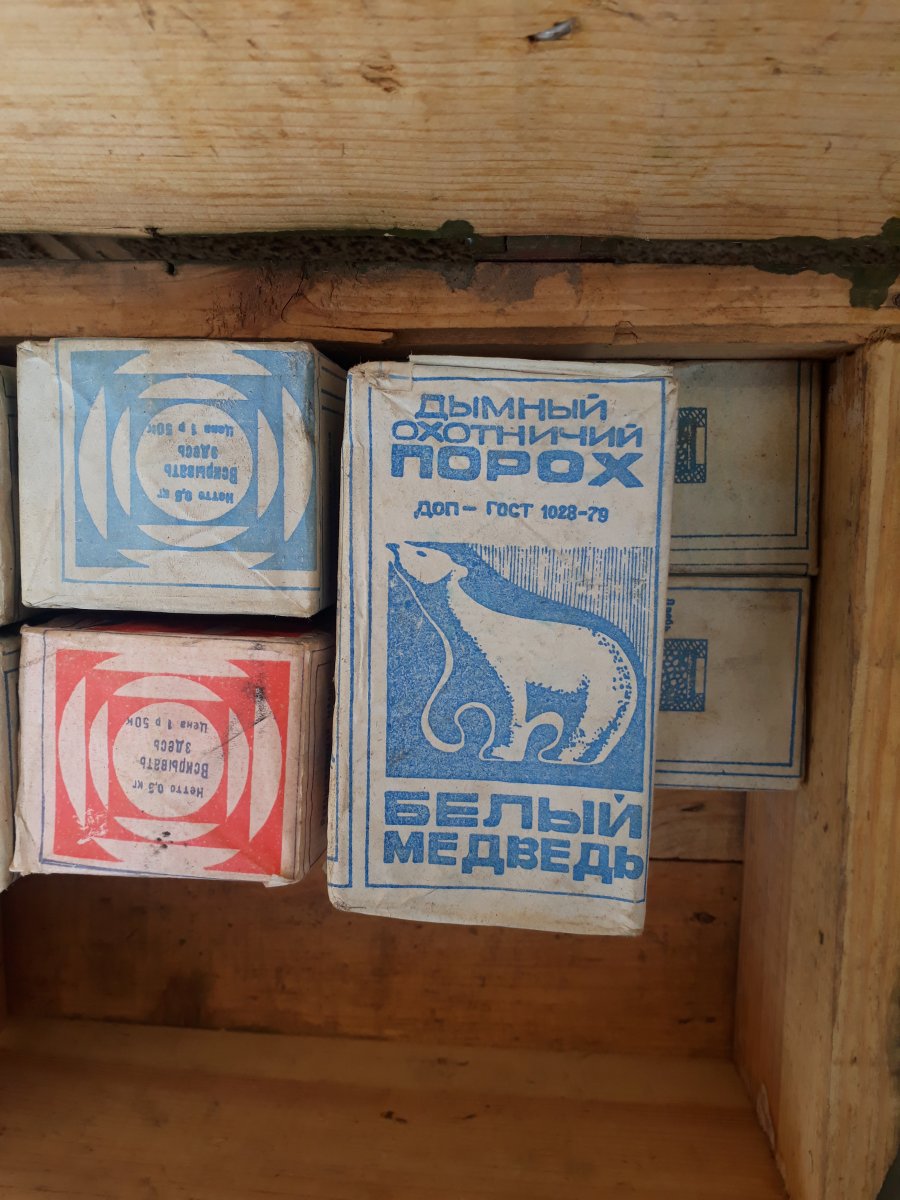 ДЫМНЫЙ
ОХОТНИЧИЙ
ПОРОХ
ДОП - ГОСТ 1028-79
БЕЛЫЙ
МЕДВЕДЬ
Нетто 0,5 кг
Вскрывать
здесь
Цена 1 р 50к
Нетто 0,5 кг
Вскрывать
здесь
Цена 1 р 50к